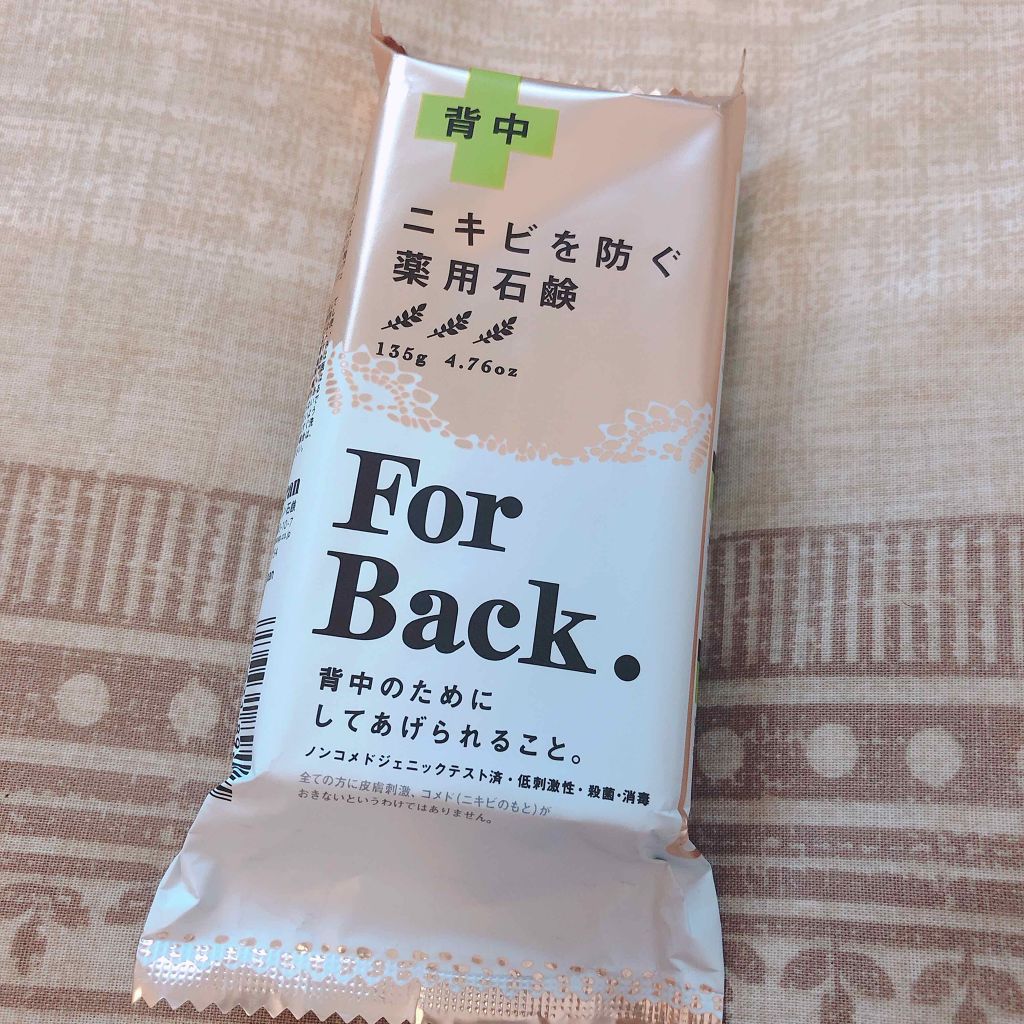 背中
ニキビを防ぐ
薬用石鹸
135g 4.76oz
For
Back.
背中のために
してあげられること。
ノンコメドジェニックテスト済・低刺激性・殺菌・消毒
全ての方に皮膚刺激、コメド(ニキビのもと)が
おきないというわけではありません。